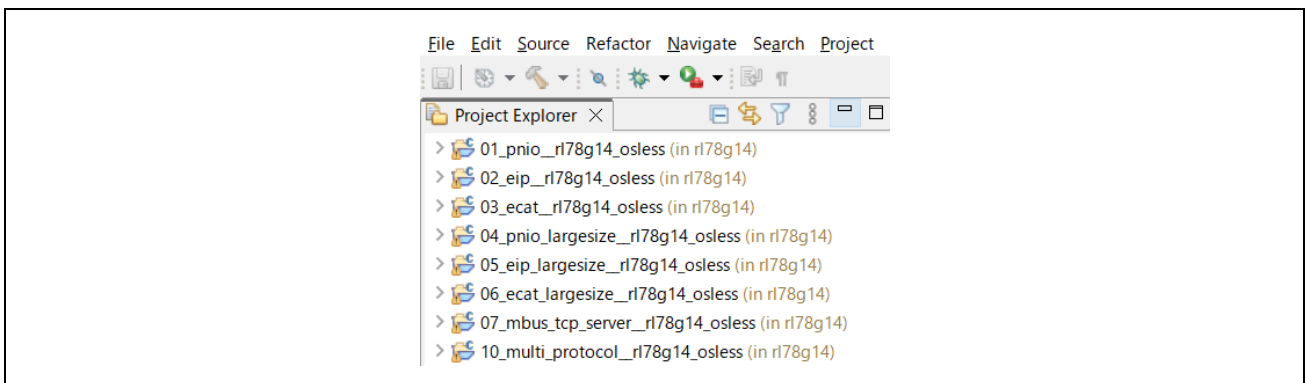 File Edit Source Refactor Navigate Search Project
Project Explorer
01_pnio__rl78g14_osless (in rl78g14)
02_eip__rl78g14_osless (in rl78g14)
03_ecat__rl78g14_osless (in rl78g14)
04_pnio_largesize__rl78g14_osless (in rl78g14)
05_eip_largesize__rl78g14_osless (in rl78g14)
06_ecat_largesize__rl78g14_osless (in rl78g14)
07_mbus_tcp_server__rl78g14_osless (in rl78g14)
10_multi_protocol__rl78g14_osless (in rl78g14)